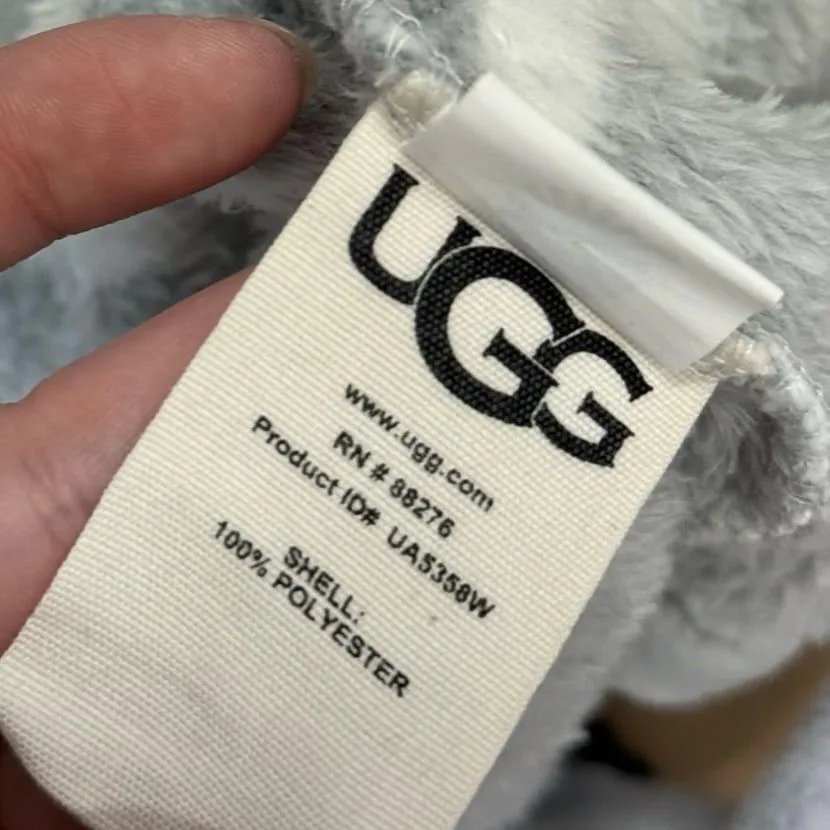 UGG
www.ugg.com
RN # 88276
Product ID# UA5358W
SHELL:
100% POLYESTER